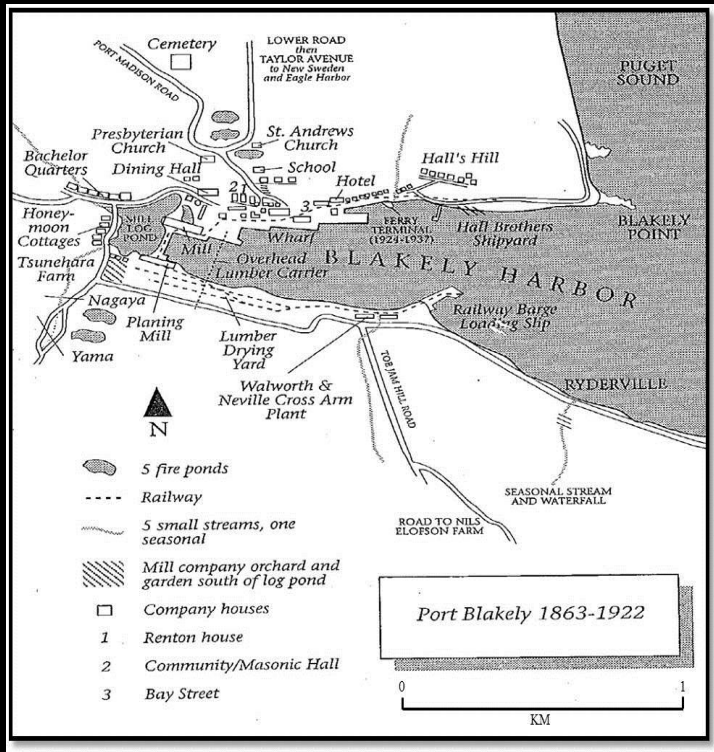 Cemetery
PORT MADISON ROAD
LOWER ROAD
then
TAYLOR AVENUE
to New Sweden
and Eagle Harbor
PUGET
SOUND
Presbyterian
Church
St. Andrews
Church
Bachelor
Quarters
Dining Hall
School
Hall's Hill
Hotel
2
1
3
Honey-
moon
Cottages
MILL
LOG
POND
Mill
Wharf
FERRY
TERMINAL
(1924-1937)
Hall Brothers
Shipyard
BLAKELY
POINT
Tsunehara
Farm
Overhead
Lumber Carrier
BLAKELY HARBOR
Nagaya
Planing
Mill
Lumber
Drying
Yard
Railway Barge
Loading Slip
Yama
Walworth &
Neville Cross Arm
Plant
TOE JAM HILL ROAD
RYDERVILLE
N
SEASONAL STREAM
AND WATERFALL
ROAD TO NILS
ELOFSON FARM
5 fire ponds
Railway
5 small streams, one
seasonal
Mill company orchard and
garden south of log pond
Company houses
1 Renton house
2 Community/Masonic Hall
3 Bay Street
Port Blakely 1863-1922
0 1
KM